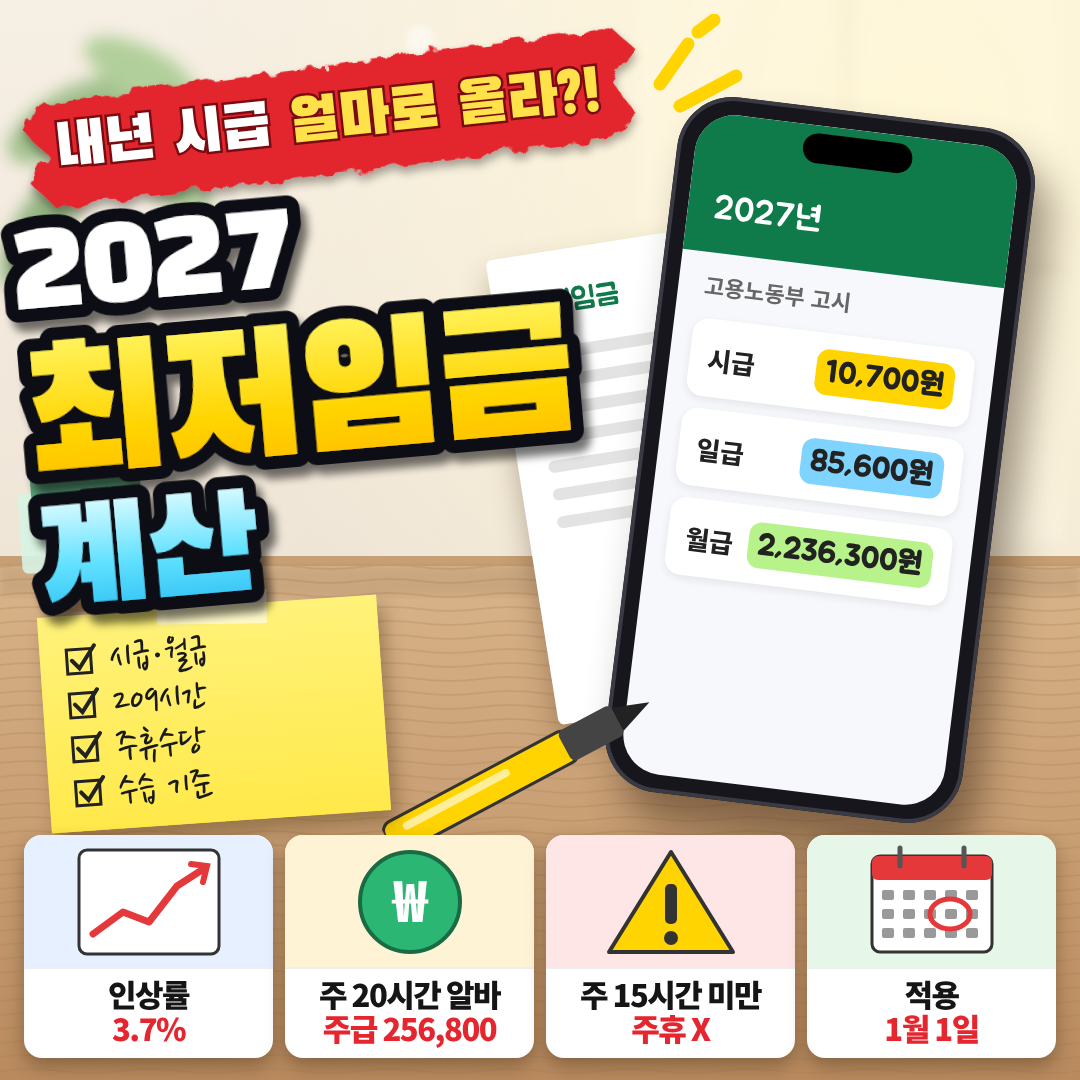 내년 시급 얼마로 올라?!
2027
최저임금
계산
임금
2027년
고용노동부 고시
시급 10,700원
일급 85,600원
월급 2,236,300원
시급·월급
209시간
주휴수당
수습 기준
₩
인상률
3.7%
주 20시간 알바
주급 256,800
주 15시간 미만
주휴 X
적용
1월 1일